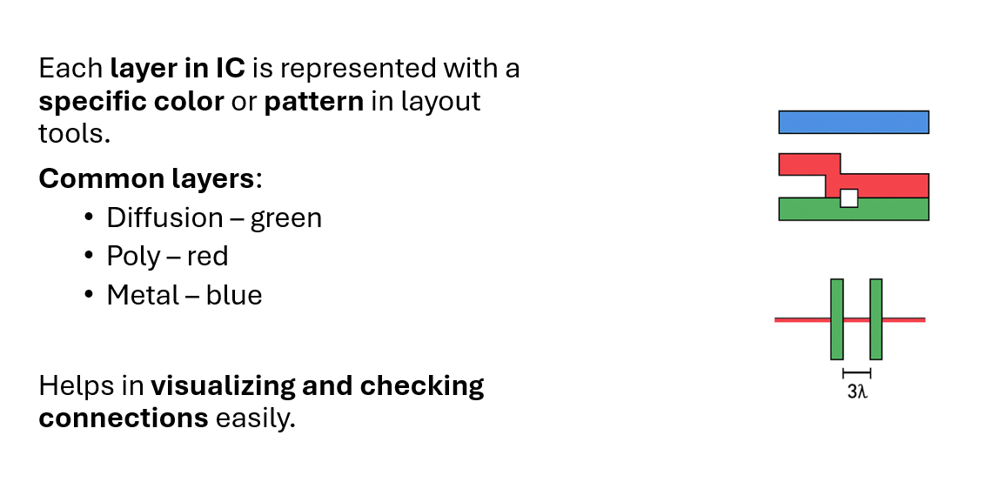 Each layer in IC is represented with a
specific color or pattern in layout
tools.
Common layers:
• Diffusion – green
• Poly – red
• Metal – blue
Helps in visualizing and checking
connections easily.
3λ